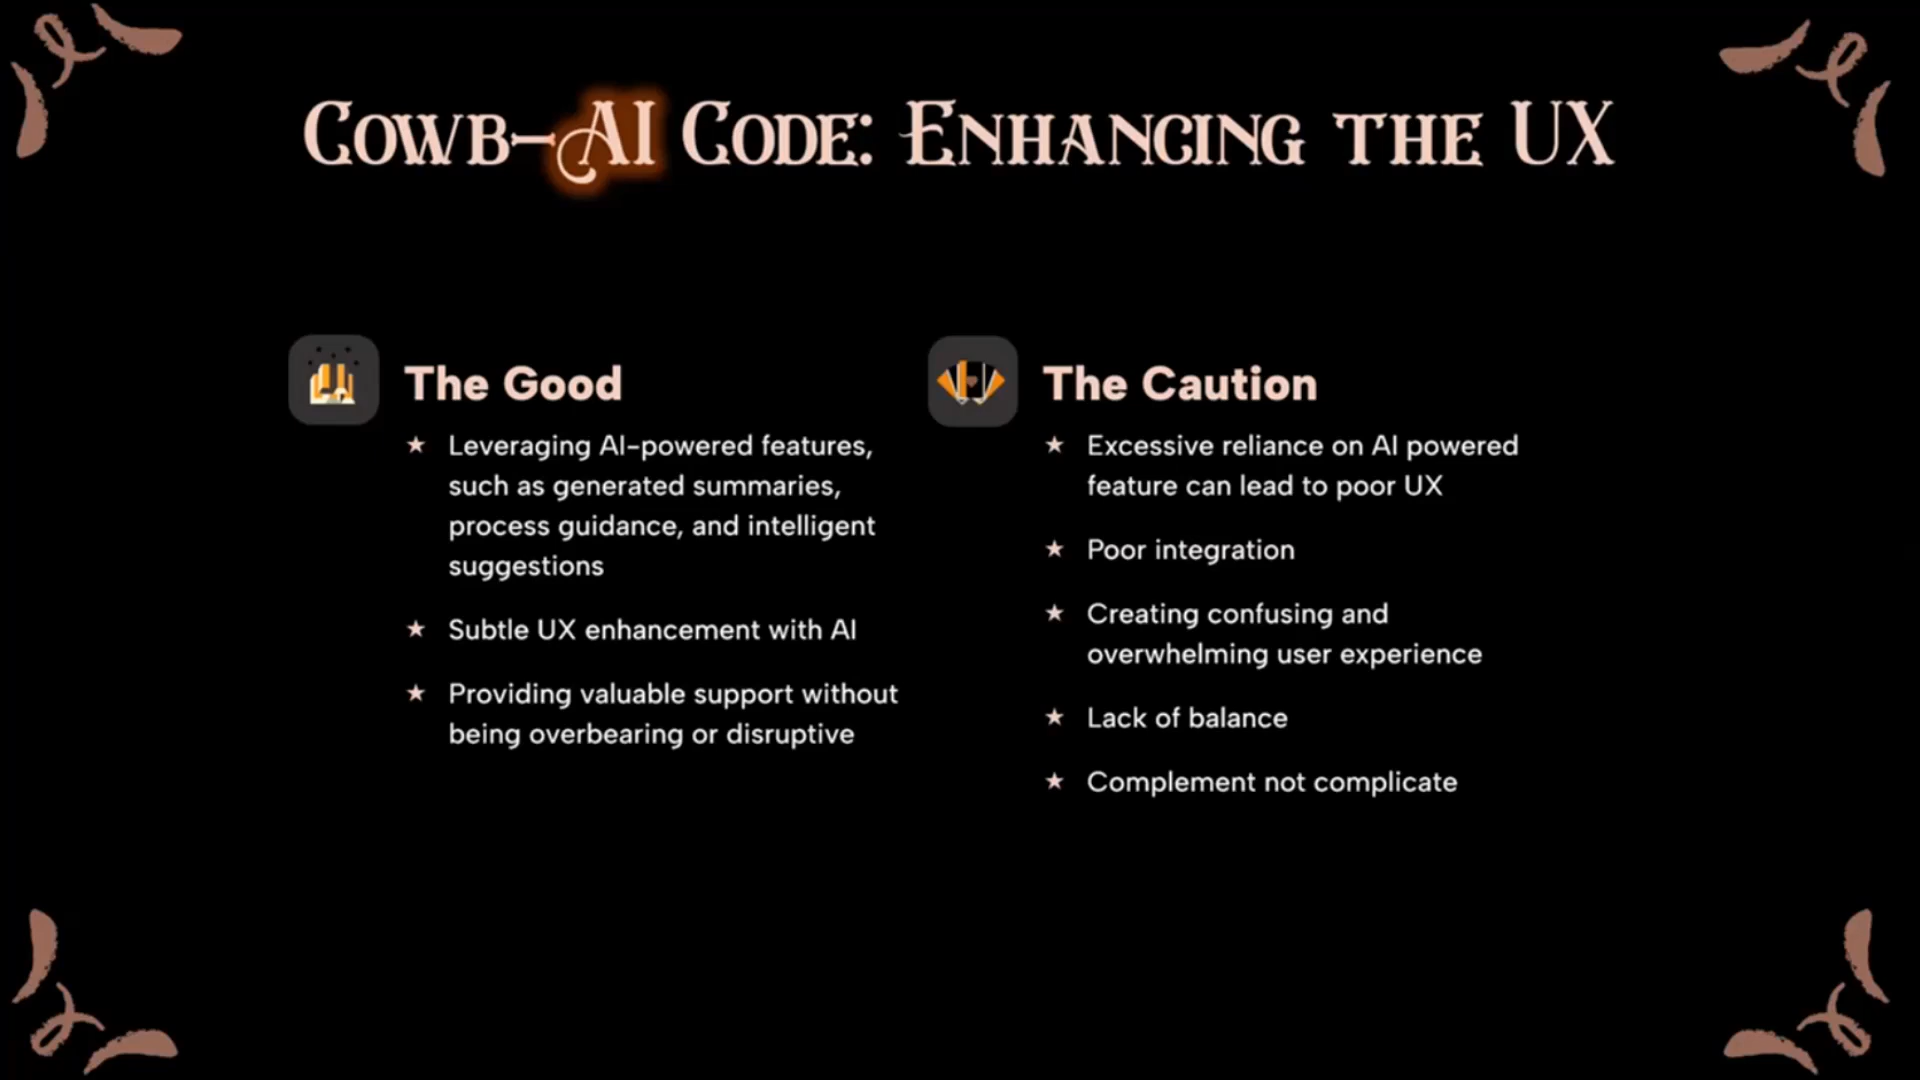 Cowb-AI Code: Enhancing the UX
The Good
Leveraging AI-powered features,
such as generated summaries,
process guidance, and intelligent
suggestions
Subtle UX enhancement with AI
Providing valuable support without
being overbearing or disruptive
The Caution
Excessive reliance on AI powered
feature can lead to poor UX
Poor integration
Creating confusing and
overwhelming user experience
Lack of balance
Complement not complicate